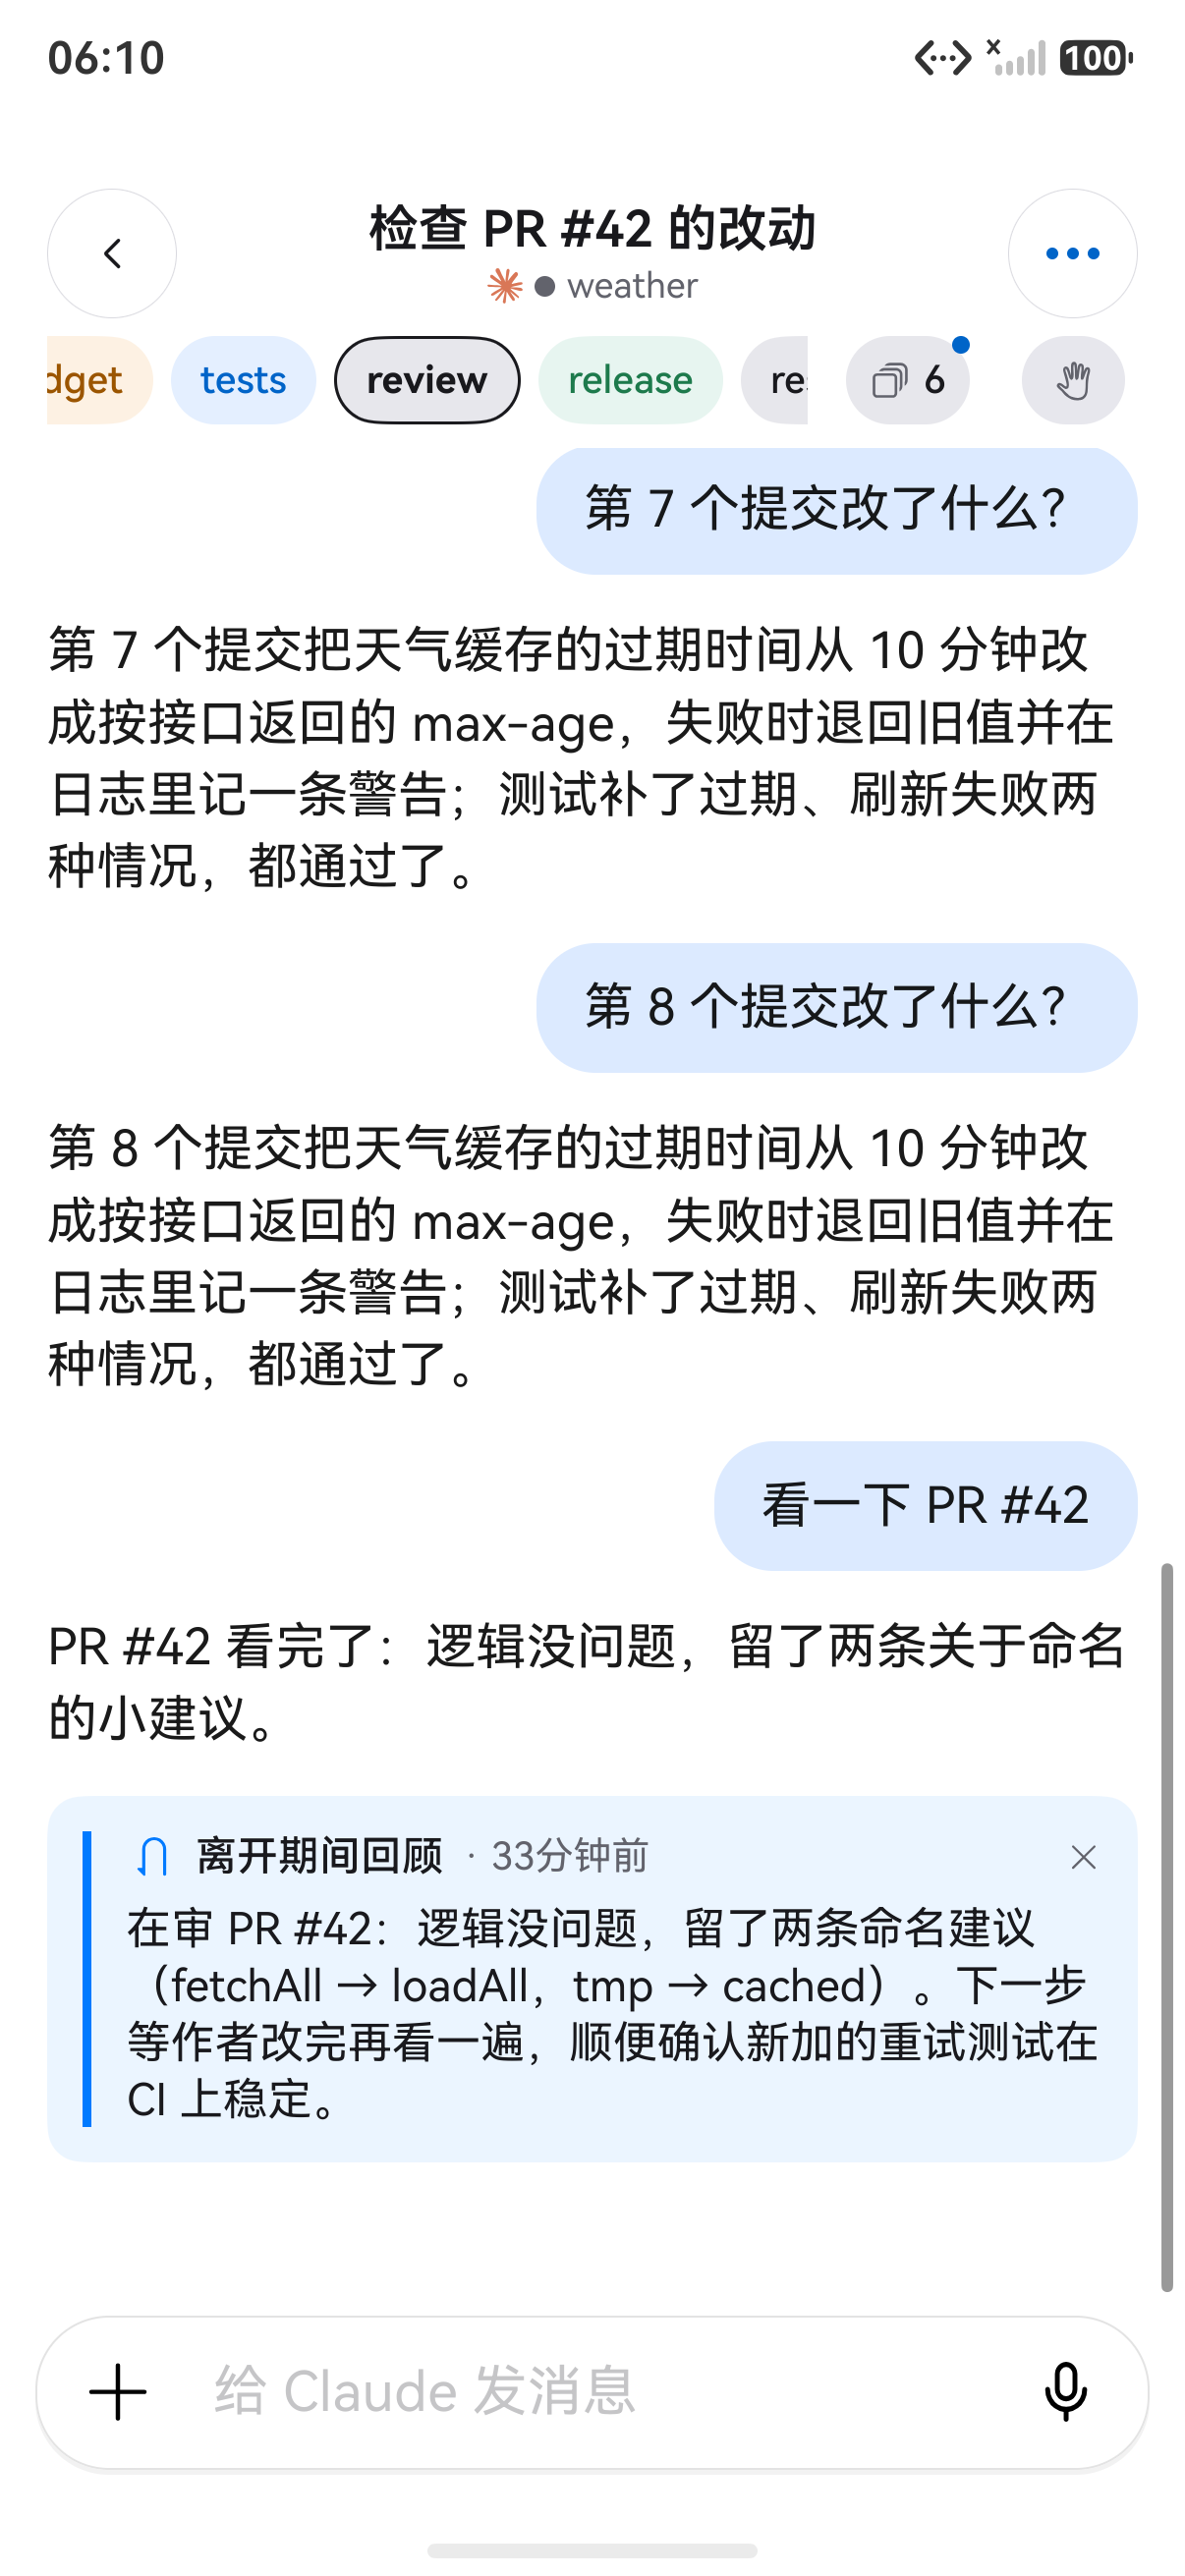 06:10
100
检查 PR #42 的改动
weather
dget
tests
review
release
res
6
第 7 个提交改了什么?
第 7 个提交把天气缓存的过期时间从 10 分钟改
成按接口返回的 max-age，失败时退回旧值并在
日志里记一条警告；测试补了过期、刷新失败两
种情况，都通过了。
第 8 个提交改了什么?
第 8 个提交把天气缓存的过期时间从 10 分钟改
成按接口返回的 max-age，失败时退回旧值并在
日志里记一条警告；测试补了过期、刷新失败两
种情况，都通过了。
看一下 PR #42
PR #42 看完了：逻辑没问题，留了两条关于命名
的小建议。
离开期间回顾 · 33分钟前
在审 PR #42：逻辑没问题，留了两条命名建议
（fetchAll → loadAll，tmp → cached）。下一步
等作者改完再看一遍，顺便确认新加的重试测试在
CI 上稳定。
给 Claude 发消息